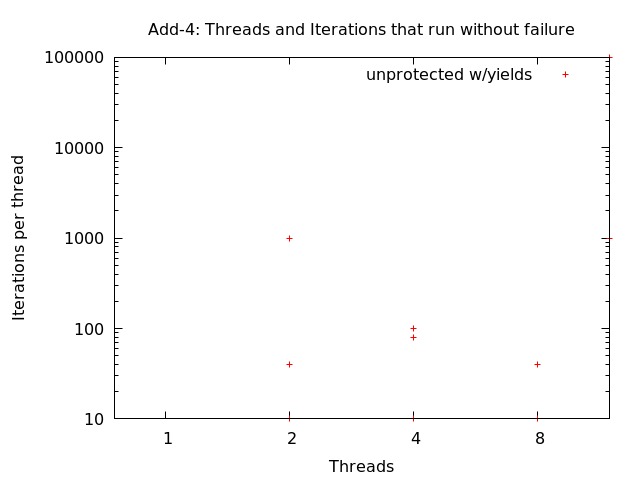 Add-4: Threads and Iterations that run without failure
100000
unprotected w/yields
10000
Iterations per thread
1000
100
10
1 2 4 8
Threads